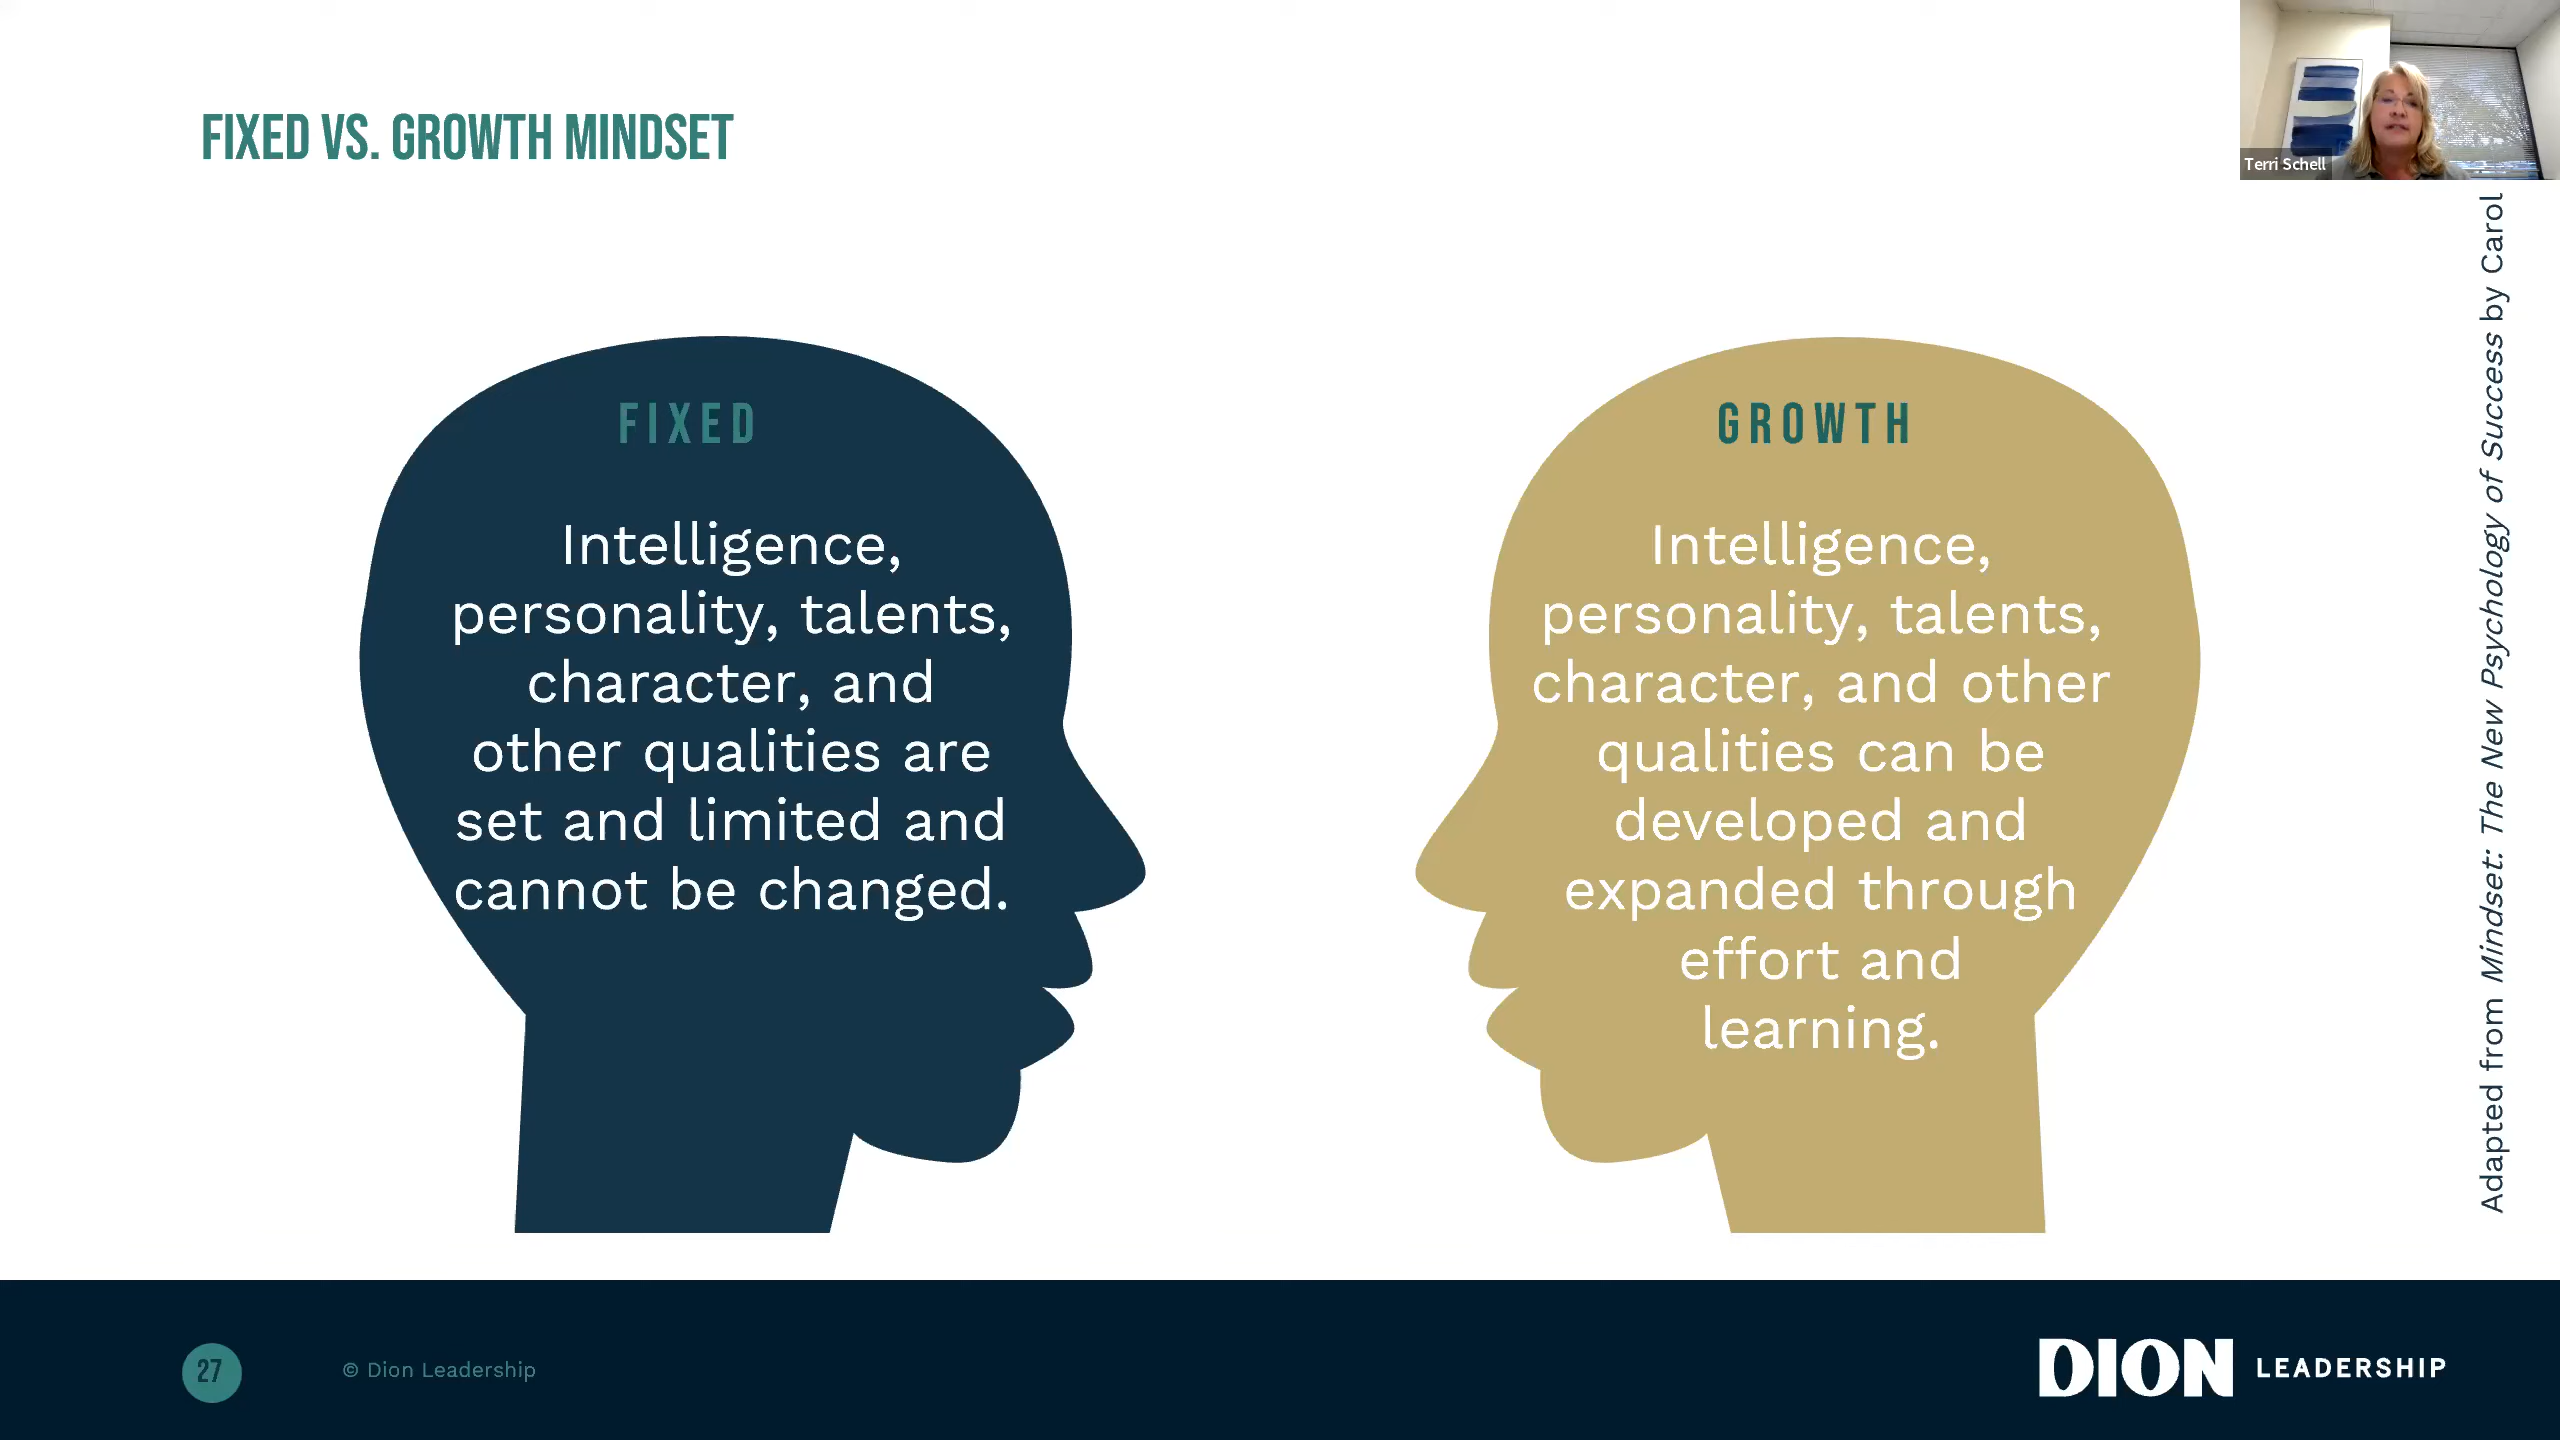 FIXED VS. GROWTH MINDSET
Terri Schell
FIXED
Intelligence,
personality, talents,
character, and
other qualities are
set and limited and
cannot be changed.
GROWTH
Intelligence,
personality, talents,
character, and other
qualities can be
developed and
expanded through
effort and
learning.
Adapted from Mindset: The New Psychology of Success by Carol
27
© Dion Leadership
DION LEADERSHIP